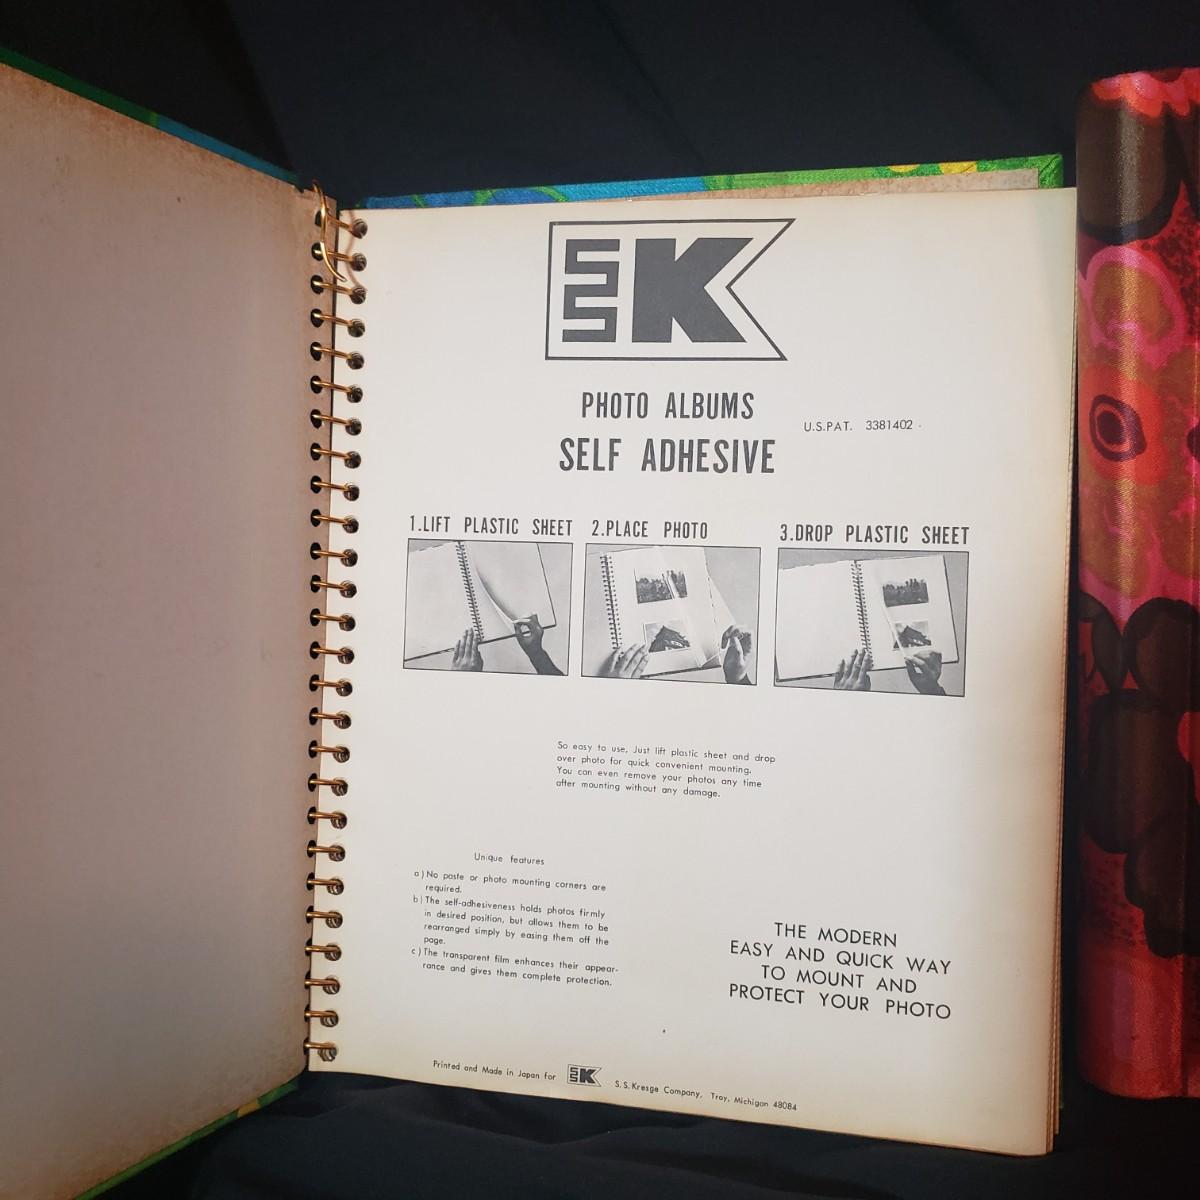 SS K
PHOTO ALBUMS
U.S.PAT. 3381402
SELF ADHESIVE
1.LIFT PLASTIC SHEET
2.PLACE PHOTO
3.DROP PLASTIC SHEET
So easy to use, Just lift plastic sheet and drop
over photo for quick convenient mounting.
You can even remove your photos any time
after mounting without any damage.
Unique features
a) No paste or photo mounting corners are
required.
b) The self-adhesiveness holds photos firmly
in desired position, but allows them to be
rearranged simply by easing them off the
page.
c) The transparent film enhances their appear-
rance and gives them complete protection.
THE MODERN
EASY AND QUICK WAY
TO MOUNT AND
PROTECT YOUR PHOTO
Printed and Made in Japan for SS K S.S.Kresge Company, Troy, Michigan 48084